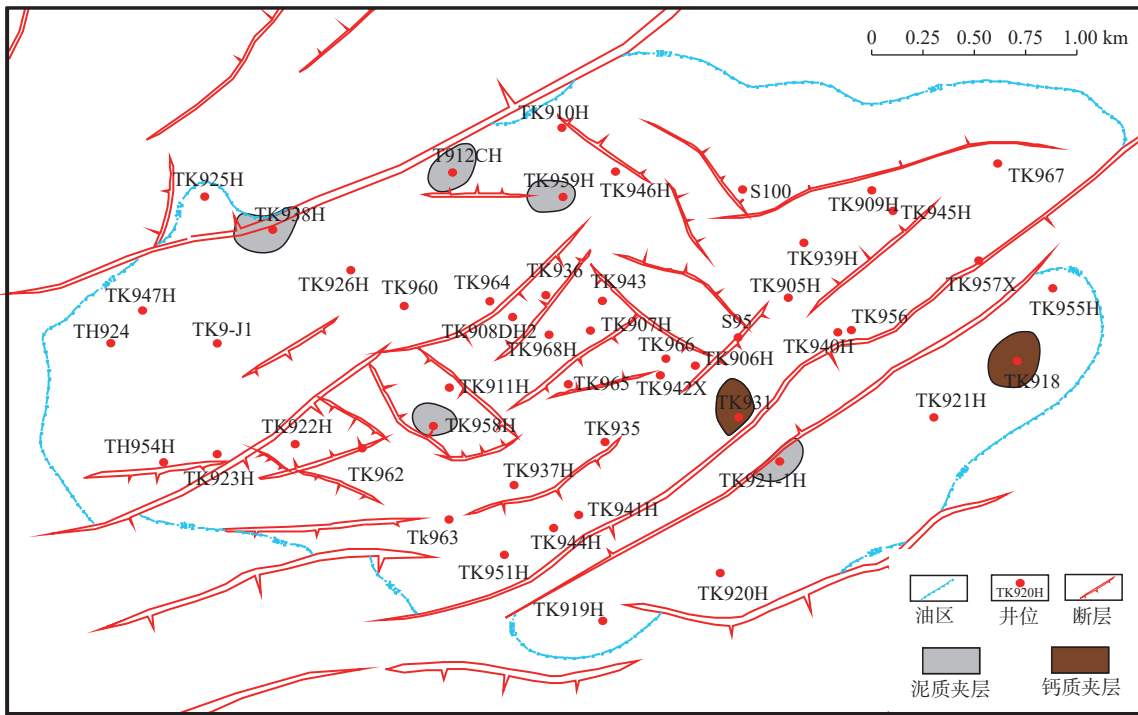 0 0.25 0.50 0.75 1.00 km
TK910H
T912CH
TK925H
TK959H
TK946H
S100
TK967
TK909H
TK945H
TK938H
TK939H
TK926H
TK960
TK964
TK936
TK943
TK905H
TK957X
TK955H
TK947H
TH924
TK9-J1
TK908DH2
TK907H
S95
TK956
TK968H
TK966
TK906H
TK940H
TK911H
TK965
TK942X
TK931
TK918
TK921H
TK958H
TK922H
TK935
TH954H
TK923H
TK962
TK937H
TK921-1H
TK941H
Tk963
TK944H
TK951H
TK920H
TK919H
TK920H
油区 井位 断层
泥质夹层 钙质夹层